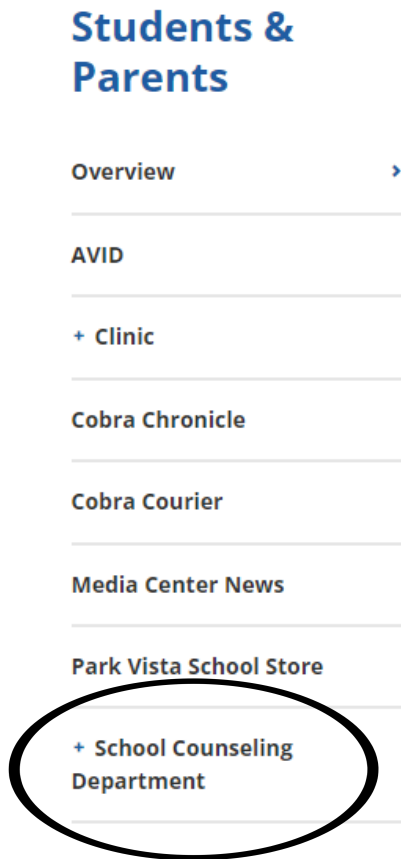 Students &
Parents
Overview
AVID
+ Clinic
Cobra Chronicle
Cobra Courier
Media Center News
Park Vista School Store
+ School Counseling
Department